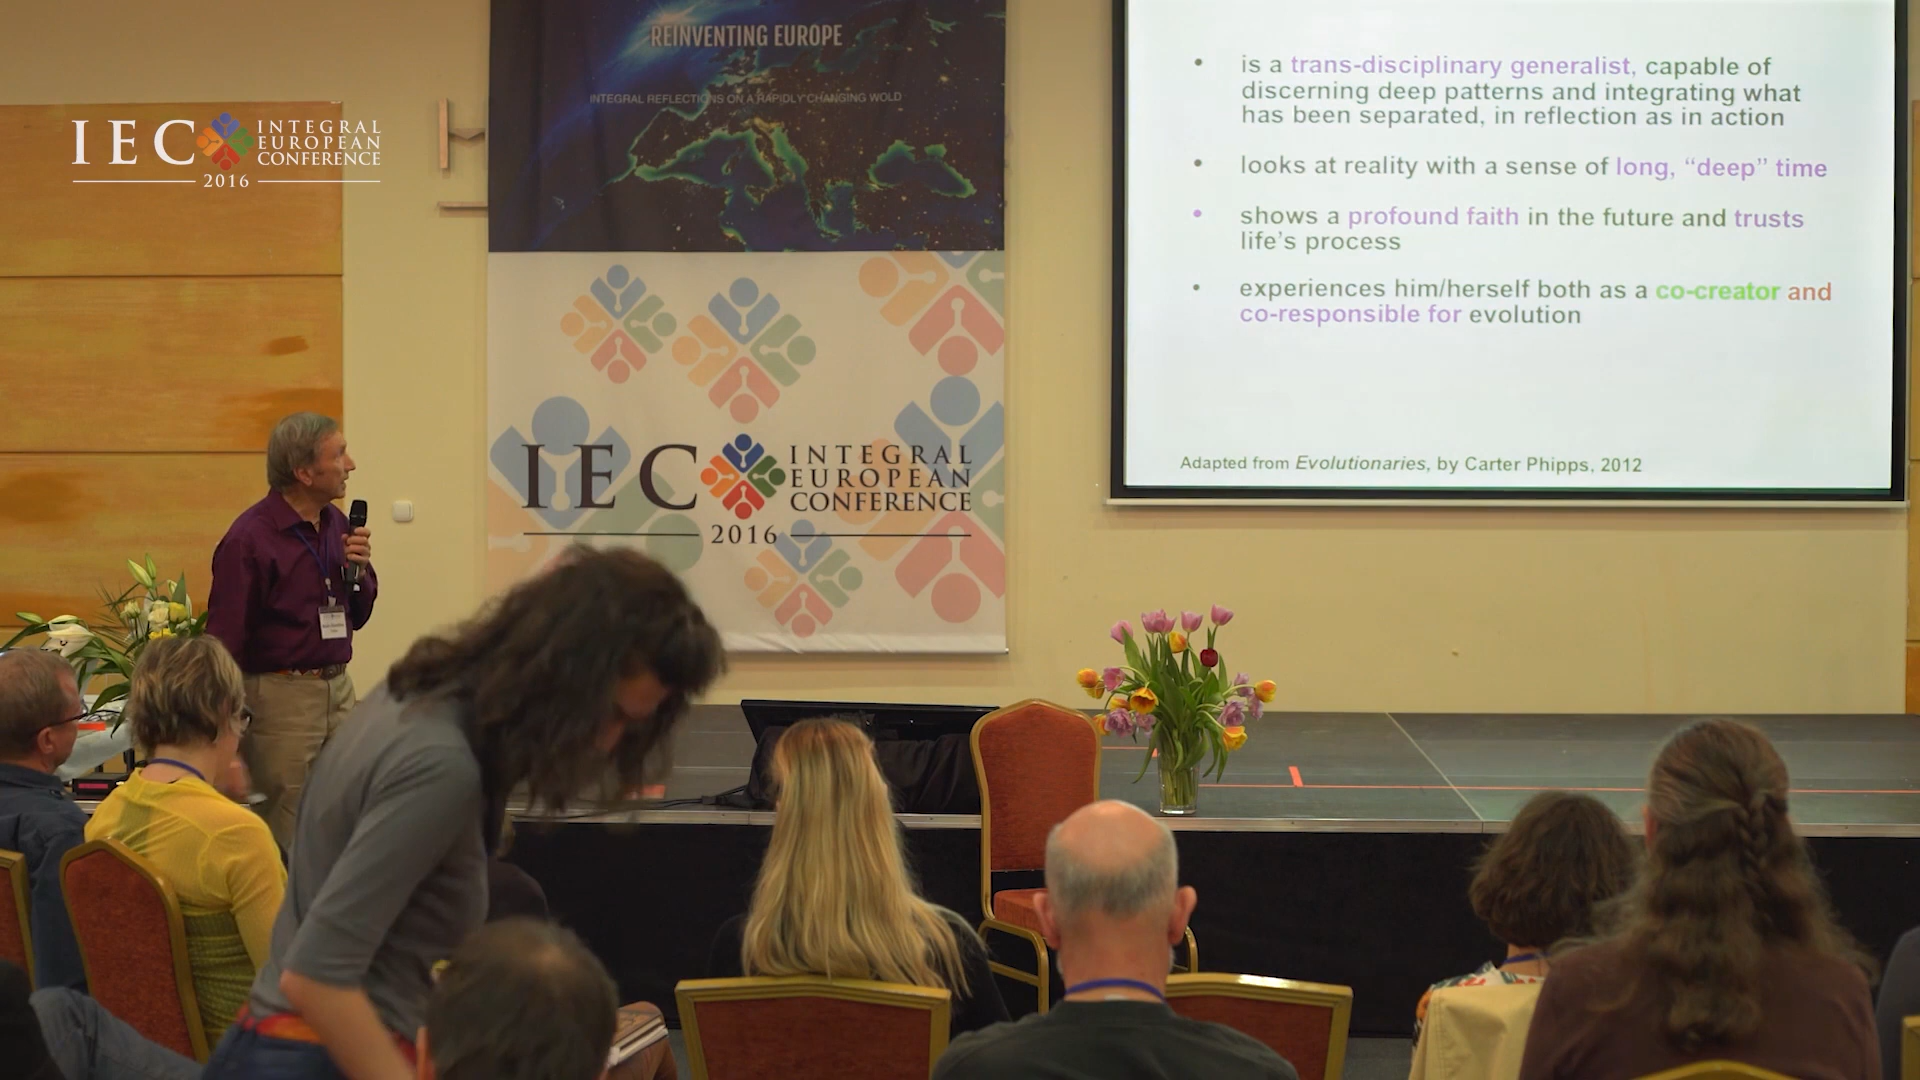 REINVENTING EUROPE
INTEGRAL REFLECTIONS ON A RAPIDLY CHANGING WOLD
IEC INTEGRAL
EUROPEAN
CONFERENCE
2016
• is a trans-disciplinary generalist, capable of
discerning deep patterns and integrating what
has been separated, in reflection as in action
• looks at reality with a sense of long, “deep” time
• shows a profound faith in the future and trusts
life’s process
• experiences him/herself both as a co-creator and
co-responsible for evolution
Adapted from Evolutionaries, by Carter Phipps, 2012
IEC INTEGRAL
EUROPEAN
CONFERENCE
2016